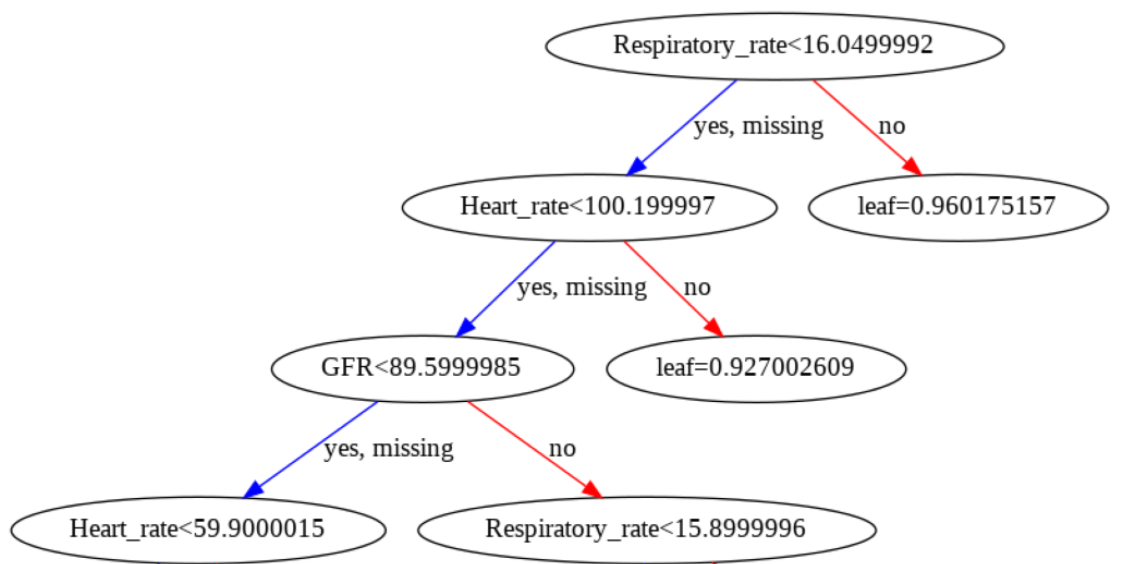 Respiratory_rate<16.0499992
yes, missing
no
Heart_rate<100.199997
leaf=0.960175157
yes, missing
no
GFR<89.5999985
leaf=0.927002609
yes, missing
no
Heart_rate<59.9000015
Respiratory_rate<15.8999996